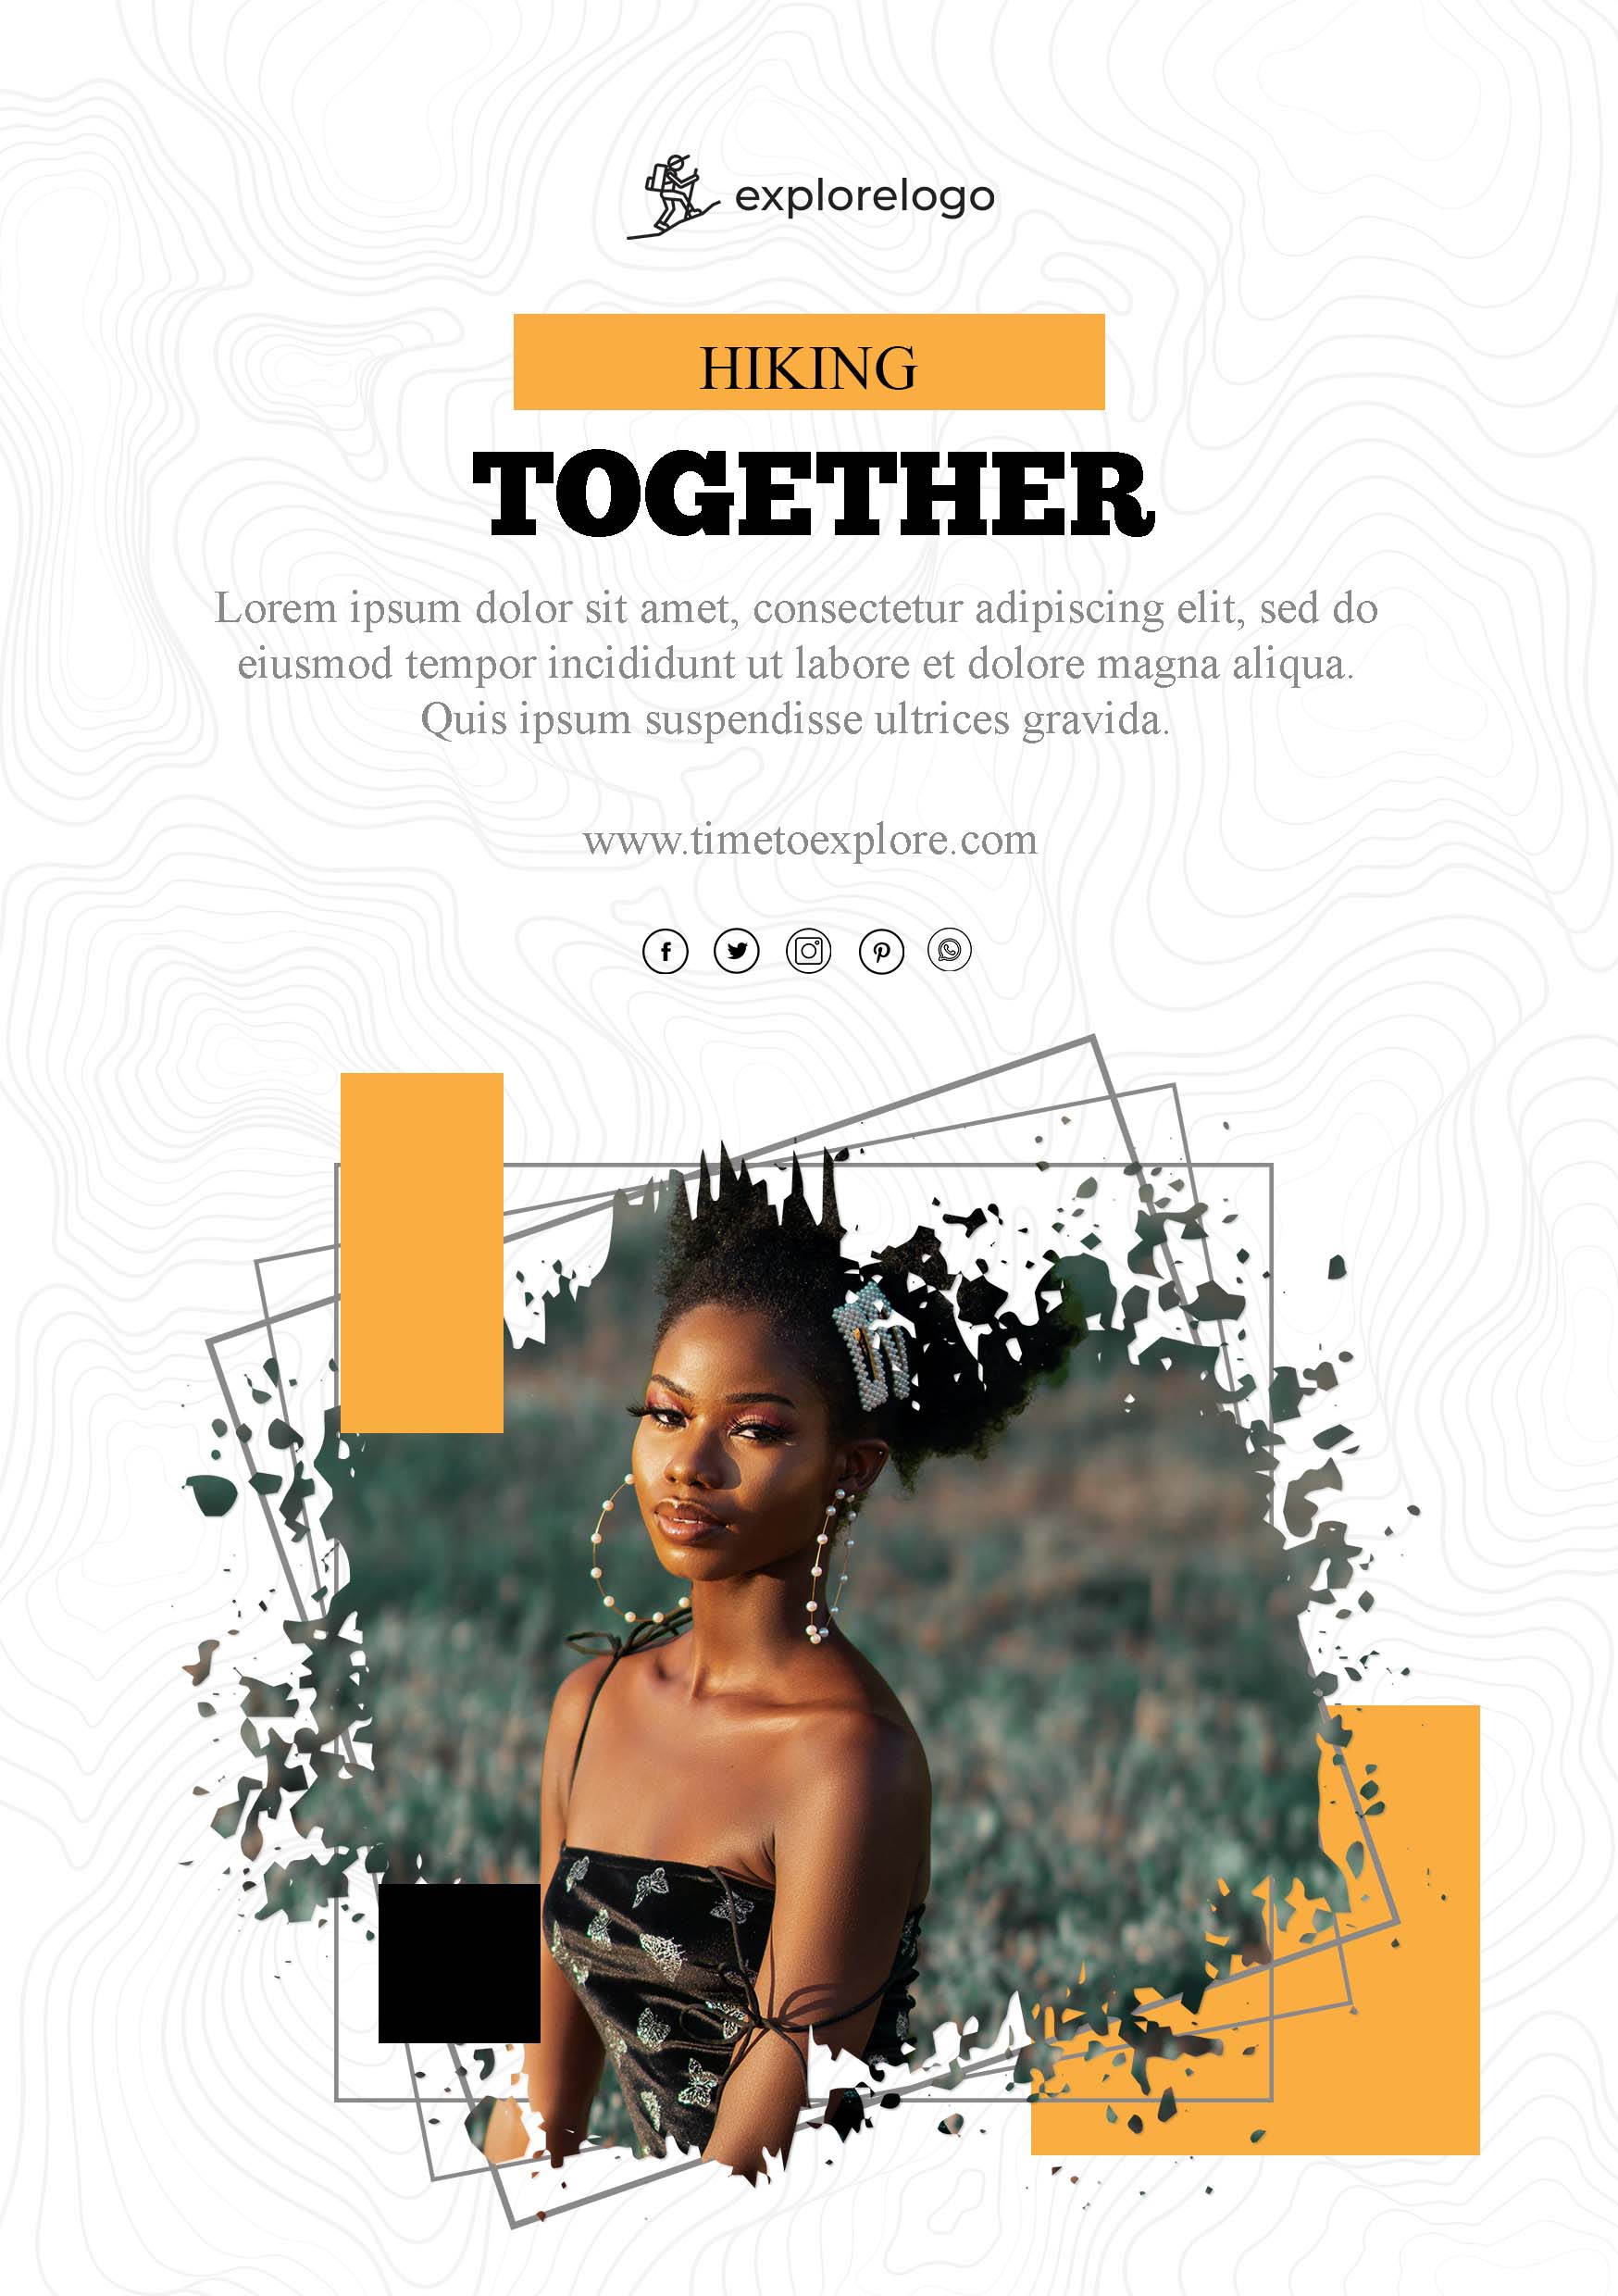 explorelogo
HIKING
TOGETHER
Lorem ipsum dolor sit amet, consectetur adipiscing elit, sed do
eiusmod tempor incididunt ut labore et dolore magna aliqua.
Quis ipsum suspendisse ultrices gravida.
www.timetoexplore.com